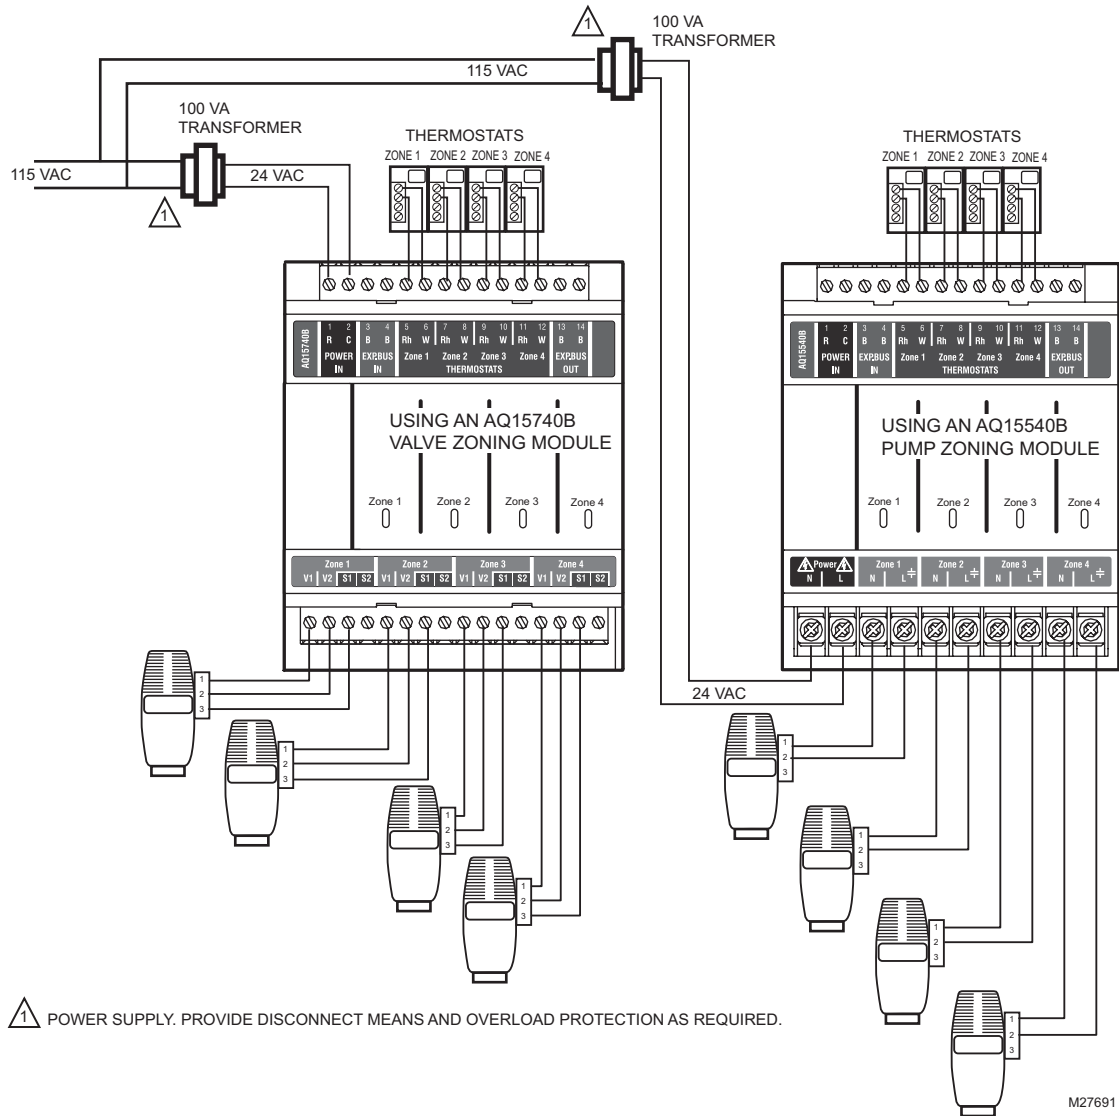 1
100 VA
TRANSFORMER
115 VAC
100 VA
TRANSFORMER
115 VAC
24 VAC
1
THERMOSTATS
ZONE 1 ZONE 2 ZONE 3 ZONE 4
THERMOSTATS
ZONE 1 ZONE 2 ZONE 3 ZONE 4
AQ15740B
1 2 3 4 5 6 7 8 9 10 11 12 13 14
R C B B Rh W Rh W Rh W Rh W B B
POWER IN
EXP.BUS IN
Zone 1 Zone 2 Zone 3 Zone 4
THERMOSTATS
EXP.BUS OUT
USING AN AQ15740B
VALVE ZONING MODULE
Zone 1 Zone 2 Zone 3 Zone 4
Zone 1 Zone 2 Zone 3 Zone 4
V1 V2 S1 S2 V1 V2 S1 S2 V1 V2 S1 S2 V1 V2 S1 S2
AQ15540B
1 2 3 4 5 6 7 8 9 10 11 12 13 14
R C B B Rh W Rh W Rh W Rh W B B
POWER IN
EXP.BUS IN
Zone 1 Zone 2 Zone 3 Zone 4
THERMOSTATS
EXP.BUS OUT
USING AN AQ15540B
PUMP ZONING MODULE
Zone 1 Zone 2 Zone 3 Zone 4
Power Zone 1 Zone 2 Zone 3 Zone 4
N L N L N L N L N L
24 VAC
1
2
3
1
2
3
1
2
3
1
2
3
1
2
3
1
2
3
1
2
3
1
2
3
1 POWER SUPPLY. PROVIDE DISCONNECT MEANS AND OVERLOAD PROTECTION AS REQUIRED.
M27691